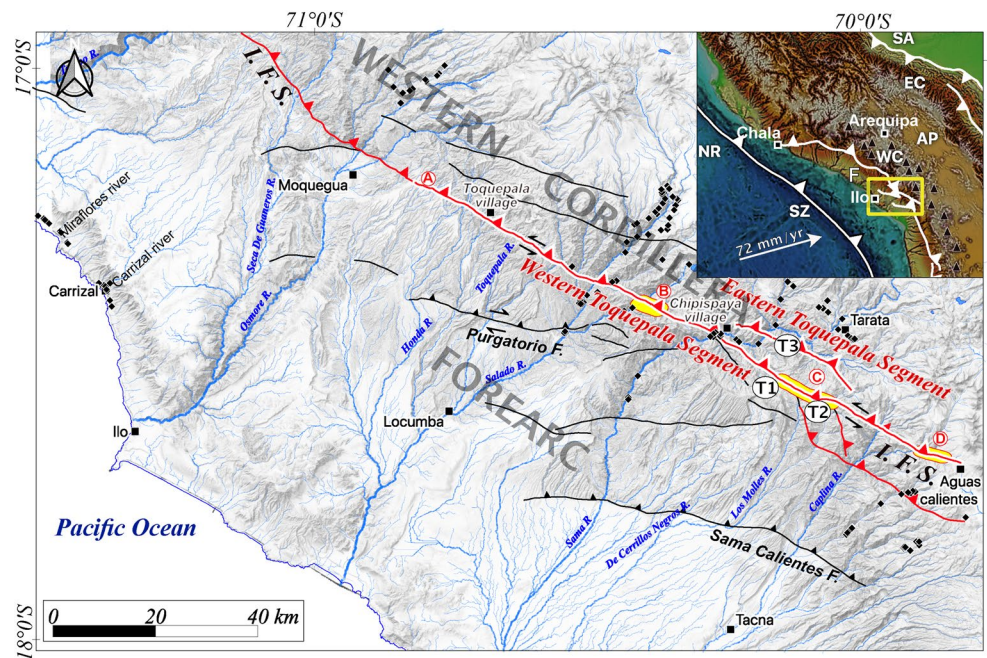 71°0'S
70°0'S
17°0'S
18°0'S
I. F. S.
WESTERN
CORDILLERA
FOREARC
Moquegua
A
Toquepala
village
Miraflores river
Carrizal river
Carrizal
Seca De Guaneros R.
Osmore R.
Toquepala R.
Honda R
Salado R.
Purgatorio F.
Western Toquepala Segment
Eastern Toquepala Segment
B
Chipispaya
village
Tarata
T3
T1
C
T2
D
I. F. S.
Aguas
calientes
Locumba
Ilo
Pacific Ocean
Sama R
De Cerrillos Negros R.
Los Molles R.
Caplina R.
Sama Calientes F.
Tacna
0 20 40 km
SA
EC
Arequipa
AP
Chala
WC
NR
F
Ilo
SZ
72 mm/yr